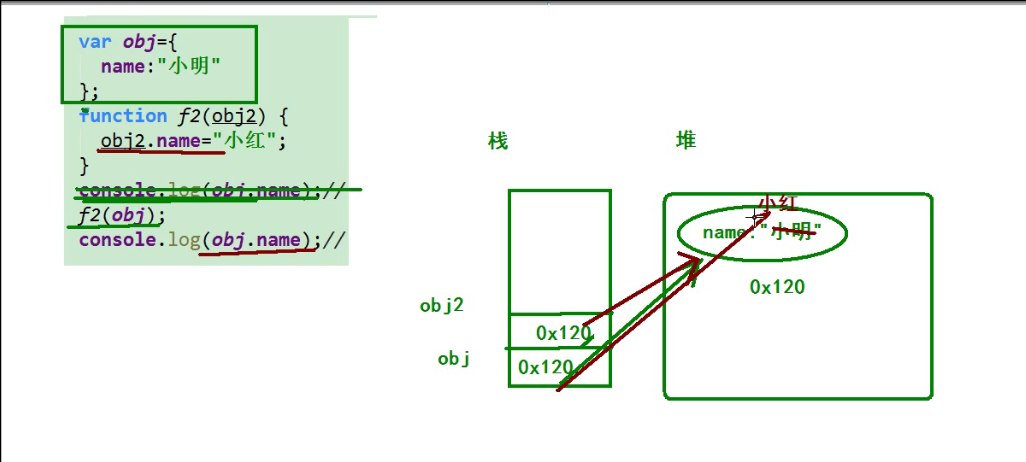 var obj={
name:"小明"
};
function f2(obj2) {
obj2.name="小红";
}
console.log(obj.name);//
f2(obj);
console.log(obj.name);//
栈
堆
小红
name:"小明"
0x120
obj2
0x120
obj
0x120